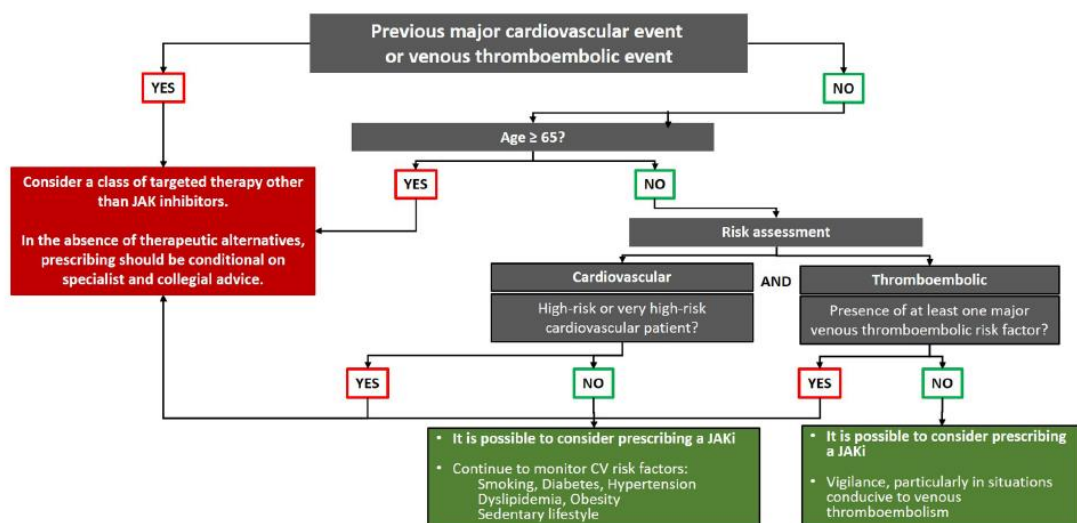 Previous major cardiovascular event
or venous thromboembolic event
YES
NO
Age ≥ 65?
YES
NO
Consider a class of targeted therapy other
than JAK inhibitors.
In the absence of therapeutic alternatives,
prescribing should be conditional on
specialist and collegial advice.
Risk assessment
Cardiovascular
AND
Thromboembolic
High-risk or very high-risk
cardiovascular patient?
Presence of at least one major
venous thromboembolic risk factor?
YES
NO
YES
NO
• It is possible to consider prescribing a JAKi
• Continue to monitor CV risk factors:
Smoking, Diabetes, Hypertension
Dyslipidemia, Obesity
Sedentary lifestyle
• It is possible to consider prescribing
a JAKi
• Vigilance, particularly in situations
conducive to venous
thromboembolism